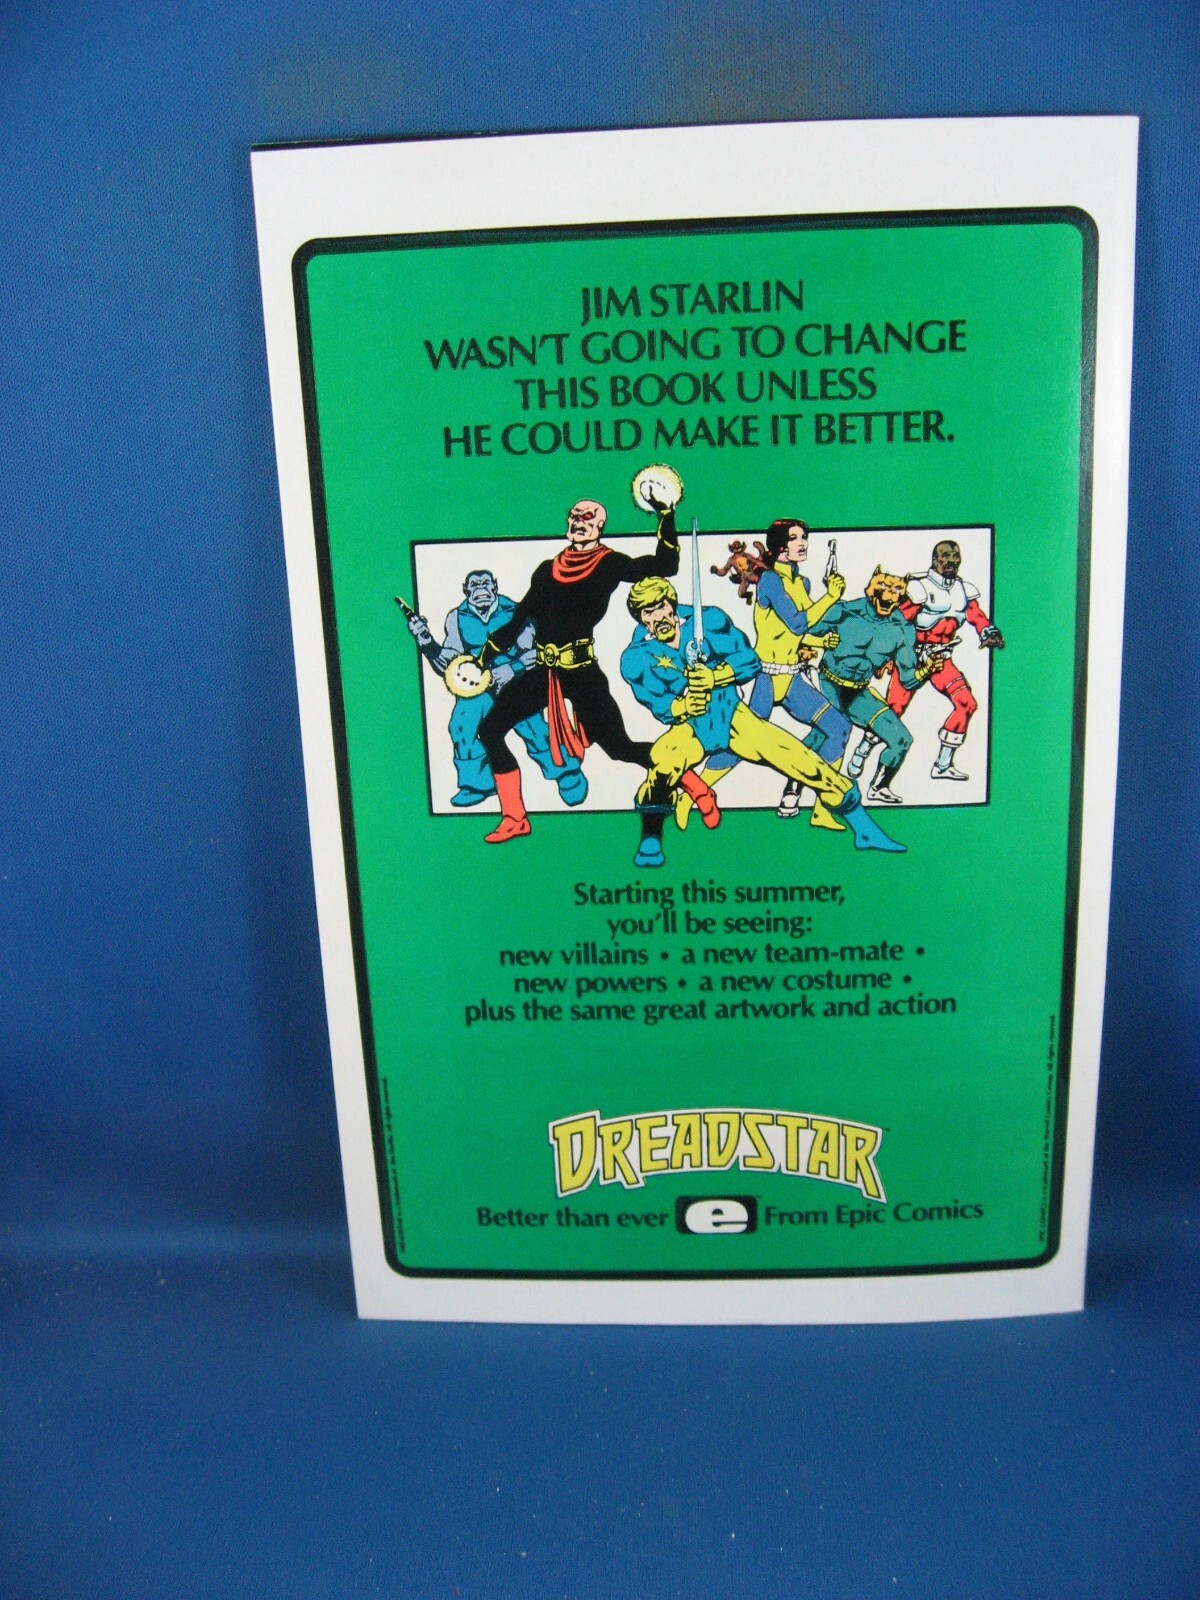 JIM STARLIN
WASN'T GOING TO CHANGE
THIS BOOK UNLESS
HE COULD MAKE IT BETTER.
Starting this summer,
you'll be seeing:
new villains • a new team-mate •
new powers • a new costume •
plus the same great artwork and action
DREADSTAR™
Better than ever e™ From Epic Comics